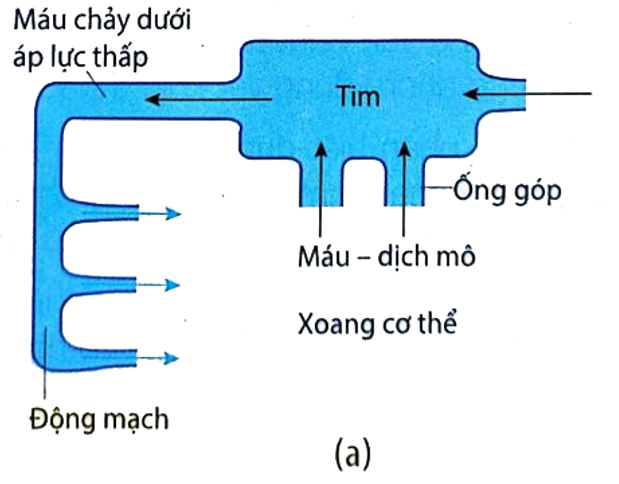 Máu chảy dưới
áp lực thấp
Tim
Ống góp
Máu – dịch mô
Xoang cơ thể
Động mạch
(a)